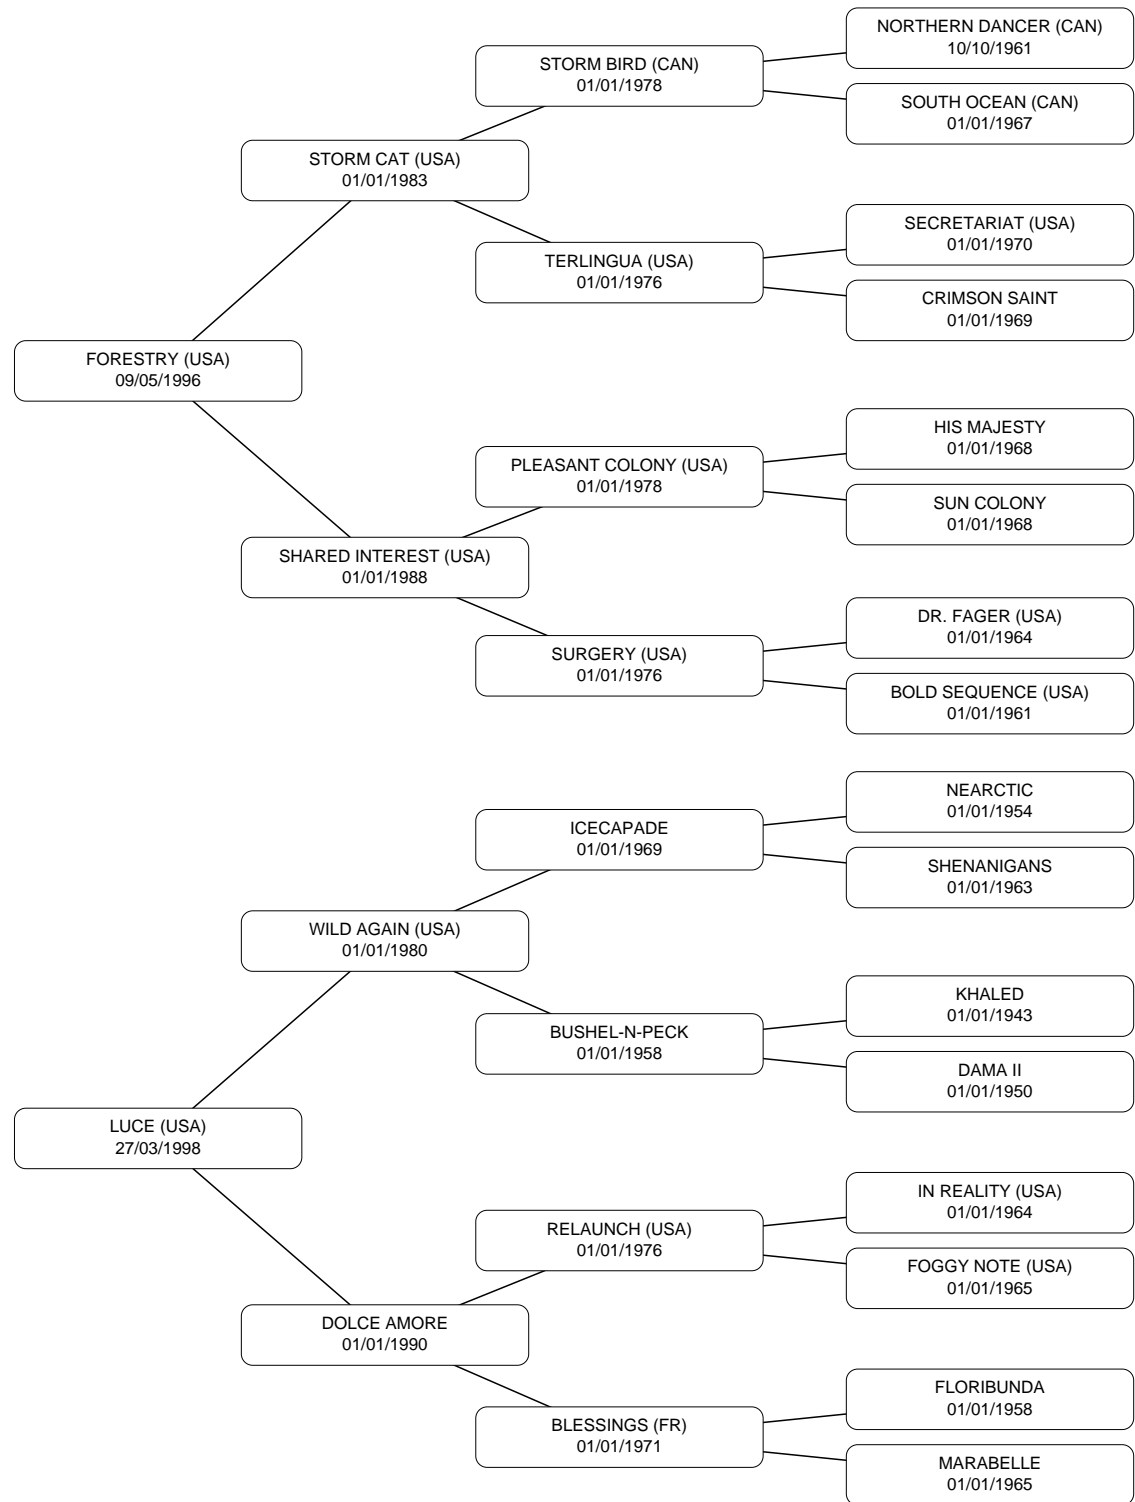 NORTHERN DANCER (CAN)
10/10/1961
STORM BIRD (CAN)
01/01/1978
SOUTH OCEAN (CAN)
01/01/1967
STORM CAT (USA)
01/01/1983
SECRETARIAT (USA)
01/01/1970
TERLINGUA (USA)
01/01/1976
CRIMSON SAINT
01/01/1969
FORESTRY (USA)
09/05/1996
HIS MAJESTY
01/01/1968
PLEASANT COLONY (USA)
01/01/1978
SUN COLONY
01/01/1968
SHARED INTEREST (USA)
01/01/1988
DR. FAGER (USA)
01/01/1964
SURGERY (USA)
01/01/1976
BOLD SEQUENCE (USA)
01/01/1961
NEARCTIC
01/01/1954
ICECAPADE
01/01/1969
SHENANIGANS
01/01/1963
WILD AGAIN (USA)
01/01/1980
KHALED
01/01/1943
BUSHEL-N-PECK
01/01/1958
DAMA II
01/01/1950
LUCE (USA)
27/03/1998
IN REALITY (USA)
01/01/1964
RELAUNCH (USA)
01/01/1976
FOGGY NOTE (USA)
01/01/1965
DOLCE AMORE
01/01/1990
FLORIBUNDA
01/01/1958
BLESSINGS (FR)
01/01/1971
MARABELLE
01/01/1965